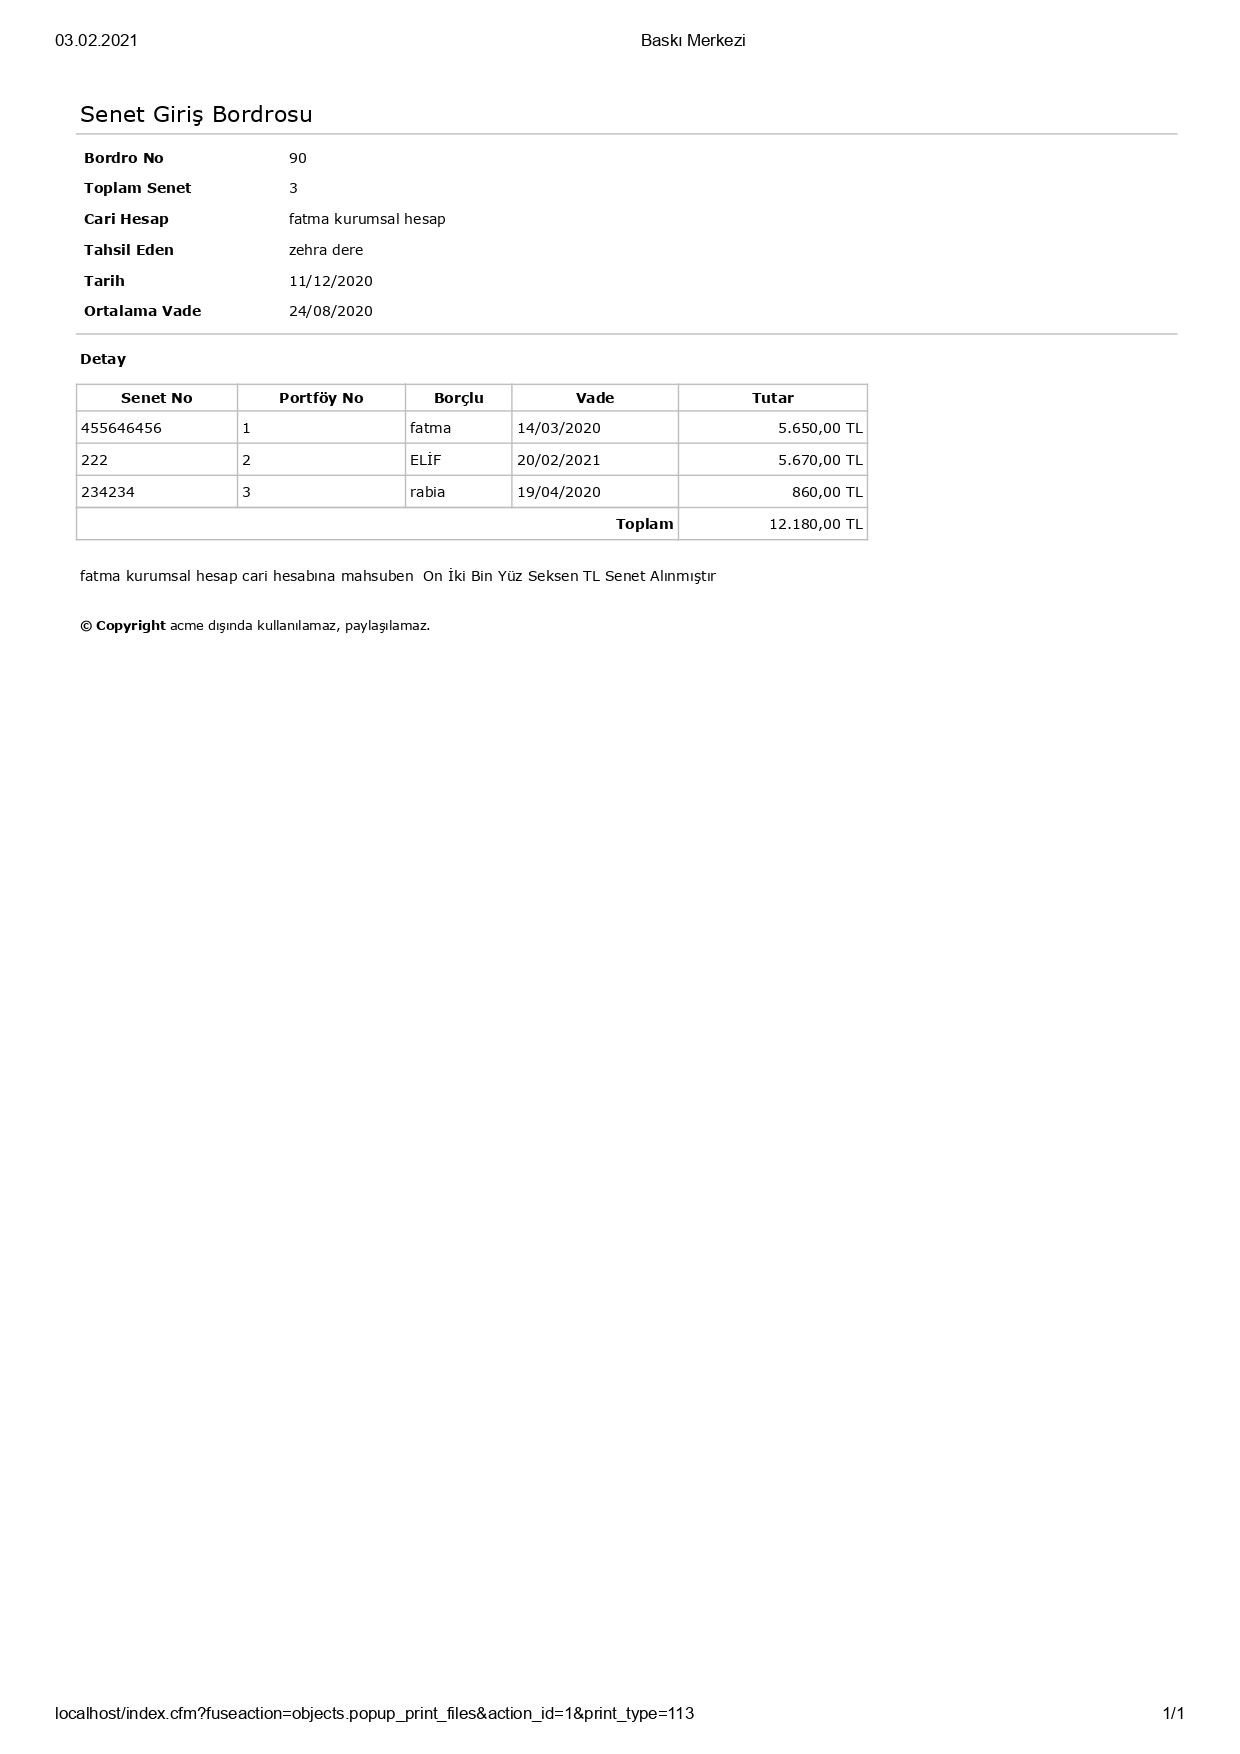 03.02.2021 Baskı Merkezi
Senet Giriş Bordrosu
Bordro No 90
Toplam Senet 3
Cari Hesap fatma kurumsal hesap
Tahsil Eden zehra dere
Tarih 11/12/2020
Ortalama Vade 24/08/2020
Detay
Senet No Portföy No Borçlu Vade Tutar
455646456 1 fatma 14/03/2020 5.650,00 TL
222 2 ELİF 20/02/2021 5.670,00 TL
234234 3 rabia 19/04/2020 860,00 TL
Toplam 12.180,00 TL
fatma kurumsal hesap cari hesabına mahsuben On İki Bin Yüz Seksen TL Senet Alınmıştır
© Copyright acme dışında kullanılamaz, paylaşılamaz.
localhost/index.cfm?fuseaction=objects.popup_print_files&action_id=1&print_type=113 1/1